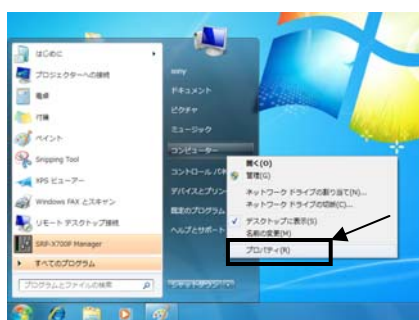 はじめに
プロジェクターへの接続
電卓
付箋
ペイント
Snipping Tool
XPS ビューアー
Windows FAX とスキャン
リモート デスクトップ接続
SRP-X700P Manager
すべてのプログラム
プログラムとファイルの検索
sony
ドキュメント
ピクチャ
ミュージック
コンピューター
コントロール パネ
デバイスとプリン
既定のプログラム
ヘルプとサポート
シャットダウン
開く(O)
管理(G)
ネットワーク ドライブの割り当て(N)...
ネットワーク ドライブの切断(C)...
デスクトップに表示(S)
名前の変更(M)
プロパティ(R)